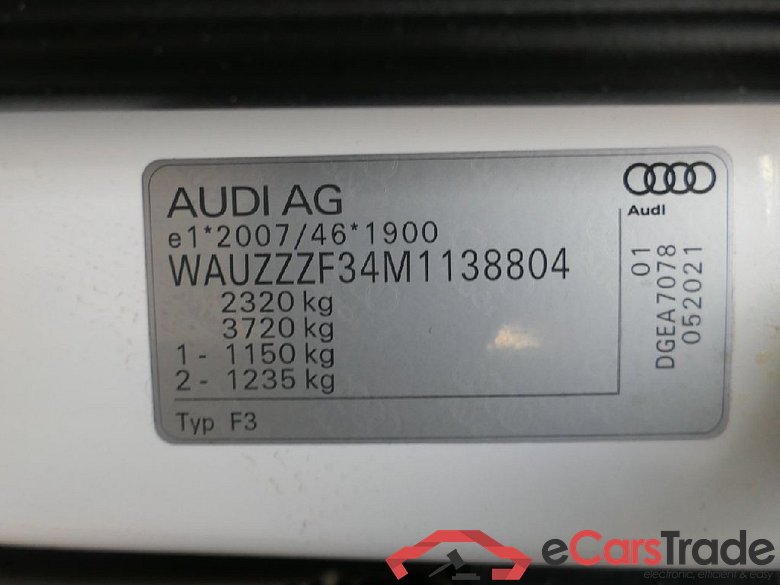 AUDI AG
e1*2007/46*1900
WAUZZZF34M1138804
2320 kg
3720 kg
1 - 1150 kg
2 - 1235 kg
Typ F3
Audi
01
DGEA7078
052021
eCarsTrade
electronic, efficient & easy